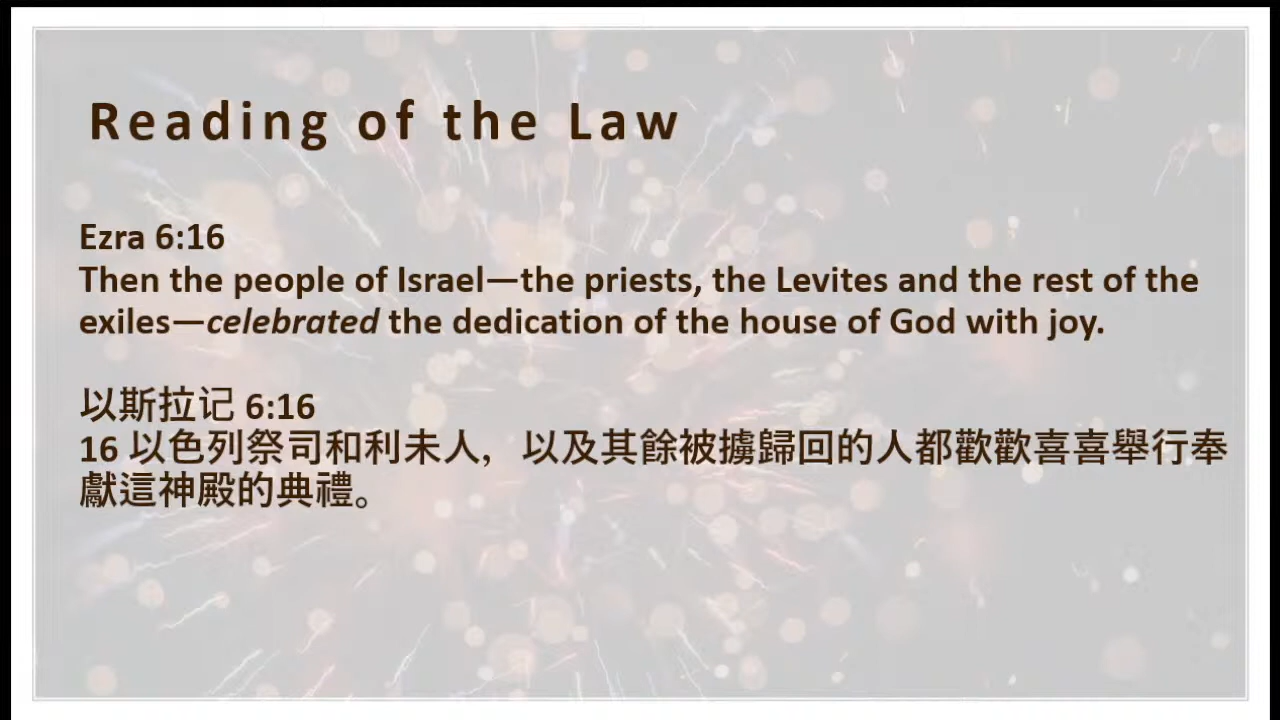 Reading of the Law
Ezra 6:16
Then the people of Israel—the priests, the Levites and the rest of the
exiles—celebrated the dedication of the house of God with joy.
以斯拉记 6:16
16 以色列祭司和利未人，以及其餘被擄歸回的人都歡歡喜喜舉行奉
獻這神殿的典禮。